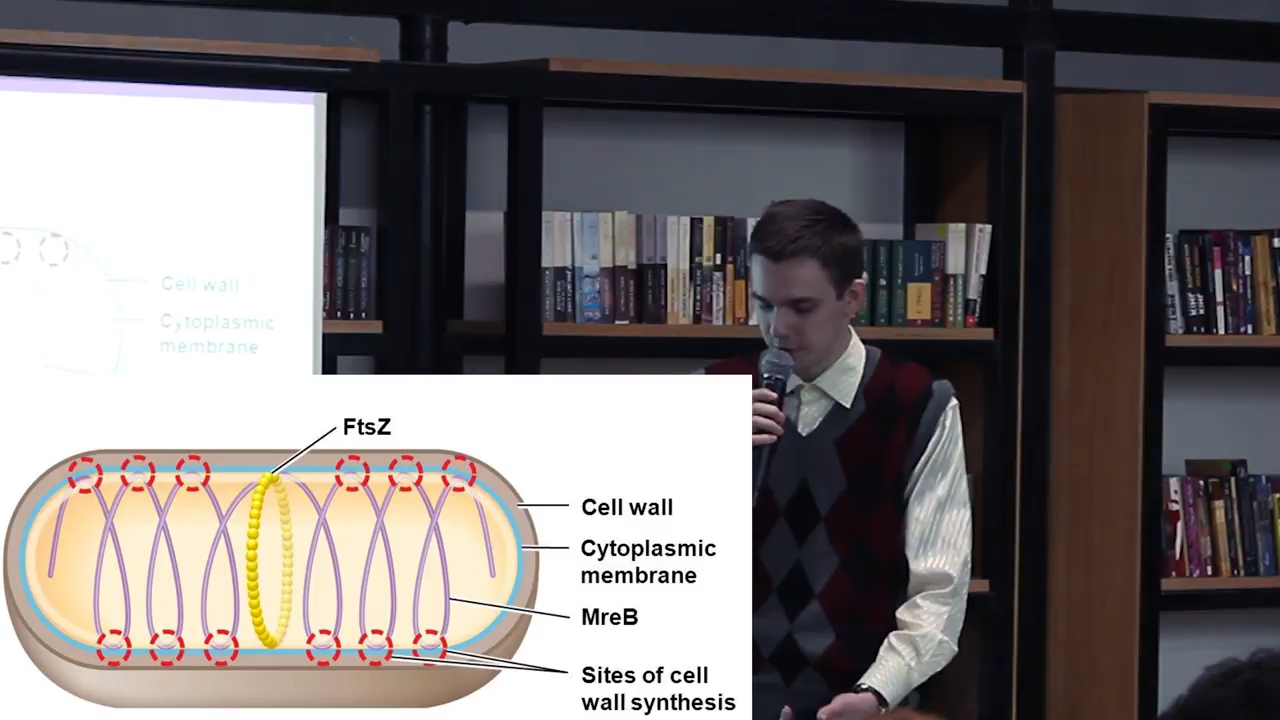 Cell wall
Cytoplasmic
membrane
FtsZ
Cell wall
Cytoplasmic
membrane
MreB
Sites of cell
wall synthesis